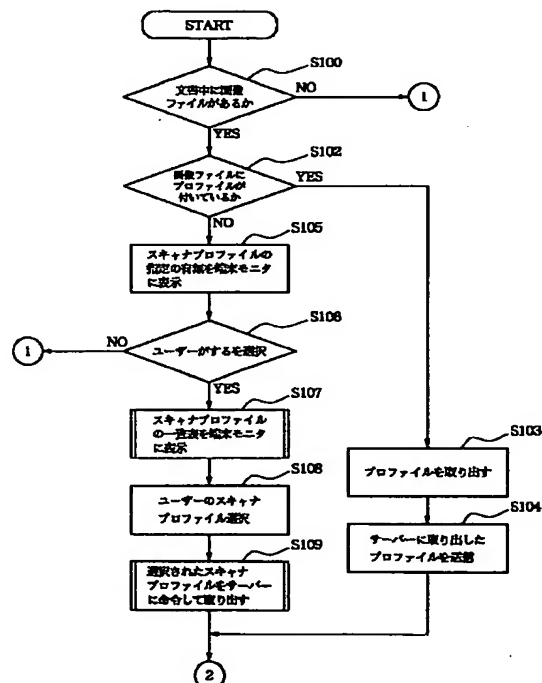 START
S100
文書中に画像
ファイルがあるか
NO
1
YES
S102
画像ファイルに
プロファイルが
付いているか
YES
NO
S105
スキャナプロファイルの
指定の有無を端末モニタ
に表示
S106
ユーザーがするを選択
NO
1
YES
S107
スキャナプロファイル
の一覧表を端末モニタ
に表示
S103
プロファイルを取り出す
S108
ユーザーのスキャナ
プロファイル選択
S104
サーバーに取り出した
プロファイルを送信
S109
選択されたスキャナ
プロファイルをサーバー
に命令して取り出す
2